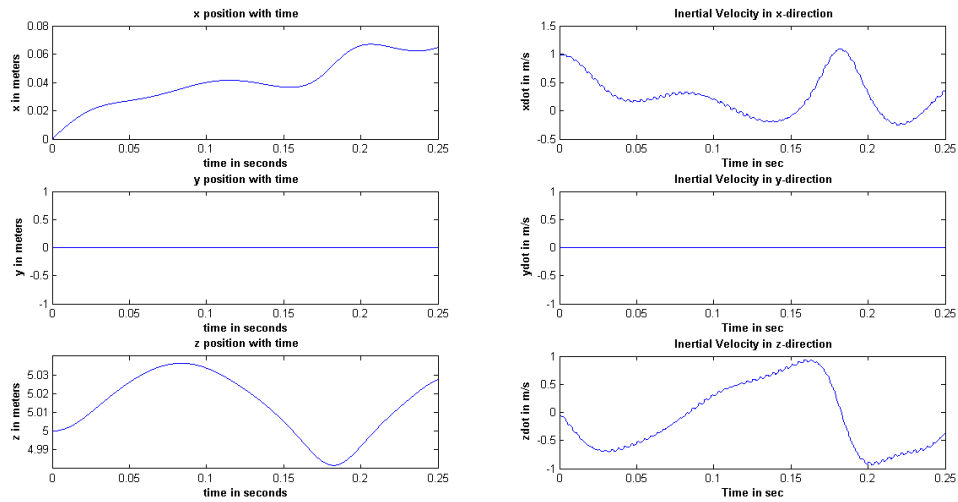 x position with time
0.08
0.06
0.04
0.02
0
x in meters
0 0.05 0.1 0.15 0.2 0.25
time in seconds
Inertial Velocity in x-direction
1.5
1
0.5
0
-0.5
xdot in m/s
0 0.05 0.1 0.15 0.2 0.25
Time in sec
y position with time
1
0.5
0
-0.5
-1
y in meters
0 0.05 0.1 0.15 0.2 0.25
time in seconds
Inertial Velocity in y-direction
1
0.5
0
-0.5
-1
ydot in m/s
0 0.05 0.1 0.15 0.2 0.25
Time in sec
z position with time
5.03
5.02
5.01
5
4.99
z in meters
0 0.05 0.1 0.15 0.2 0.25
time in seconds
Inertial Velocity in z-direction
1
0.5
0
-0.5
-1
zdot in m/s
0 0.05 0.1 0.15 0.2 0.25
Time in sec